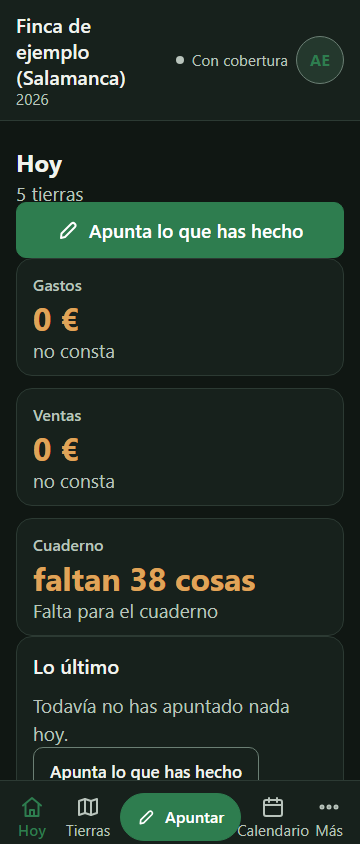 Finca de
ejemplo
(Salamanca)
2026
Con cobertura
AE
Hoy
5 tierras
Apunta lo que has hecho
Gastos
0 €
no consta
Ventas
0 €
no consta
Cuaderno
faltan 38 cosas
Falta para el cuaderno
Lo último
Todavía no has apuntado nada
hoy.
Apunta lo que has hecho
Hoy
Tierras
Apuntar
Calendario
Más